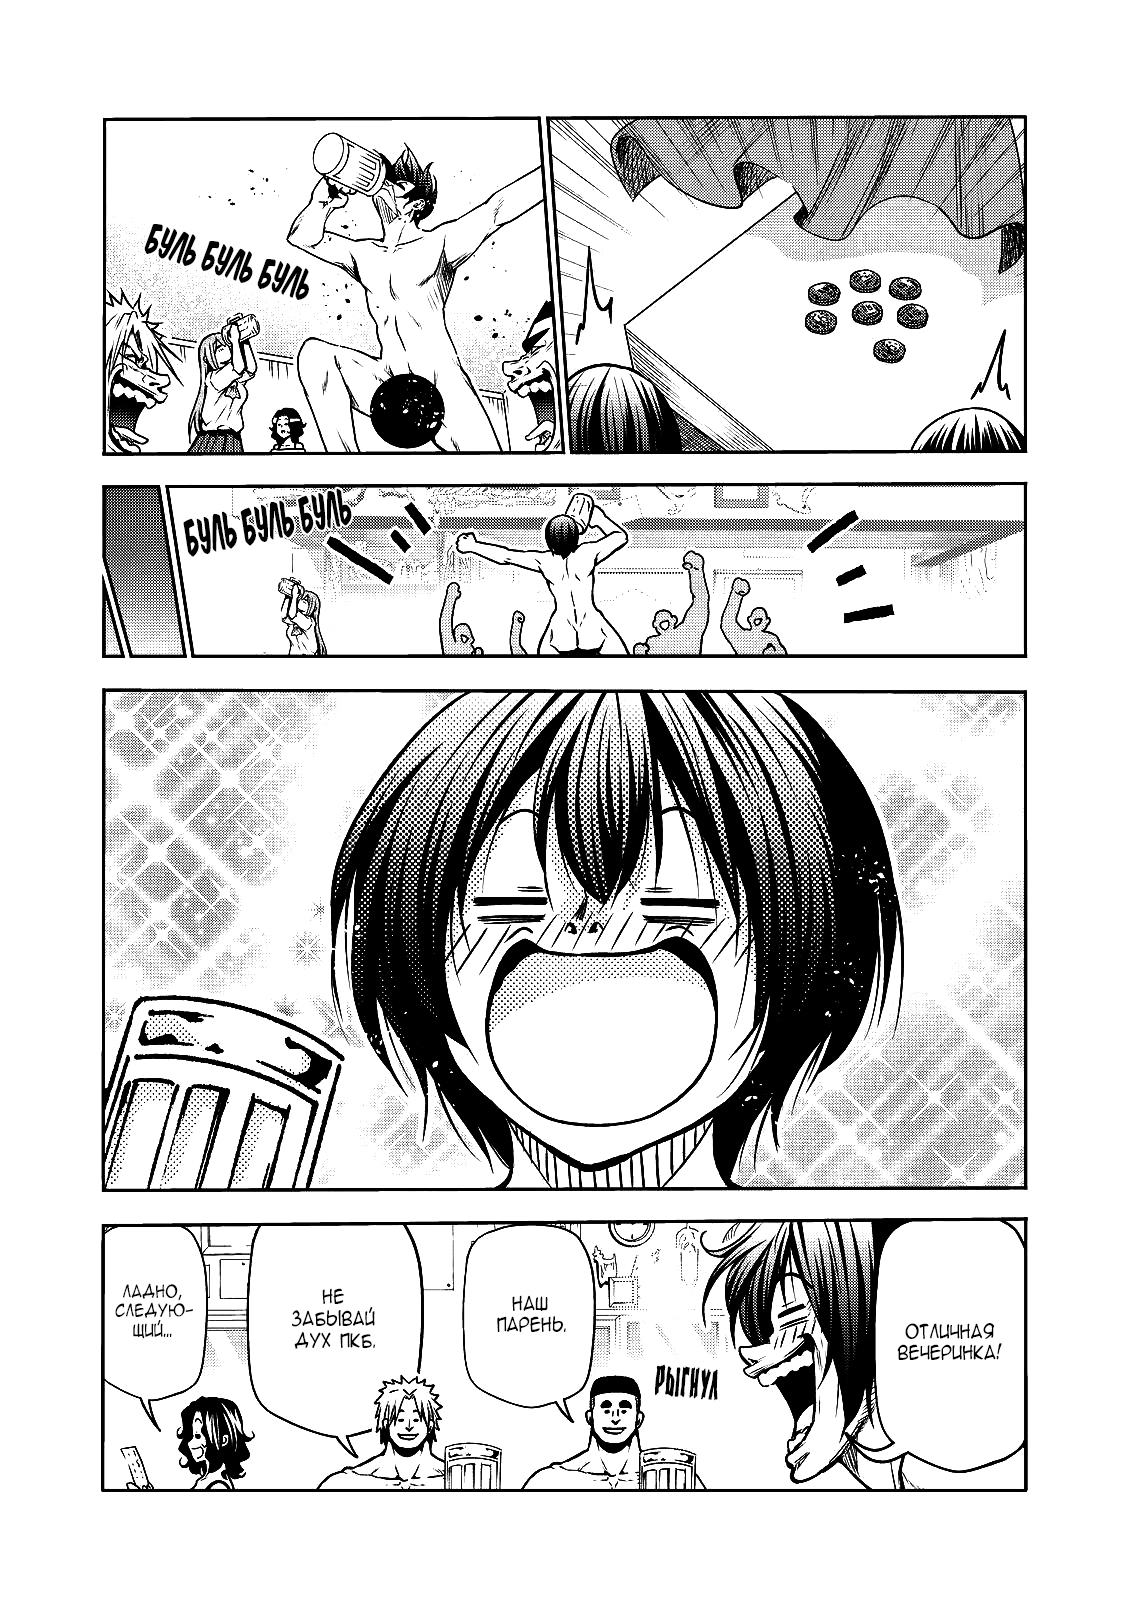 БУЛЬ БУЛЬ БУЛЬ
БУЛЬ БУЛЬ БУЛЬ
ОТЛИЧНАЯ
ВЕЧЕРИНКА!
РЫГНУЛ
НАШ
ПАРЕНЬ.
НЕ
ЗАБЫВАЙ
ДУХ ПКБ.
ЛАДНО,
СЛЕДУЮ-
ЩИЙ...